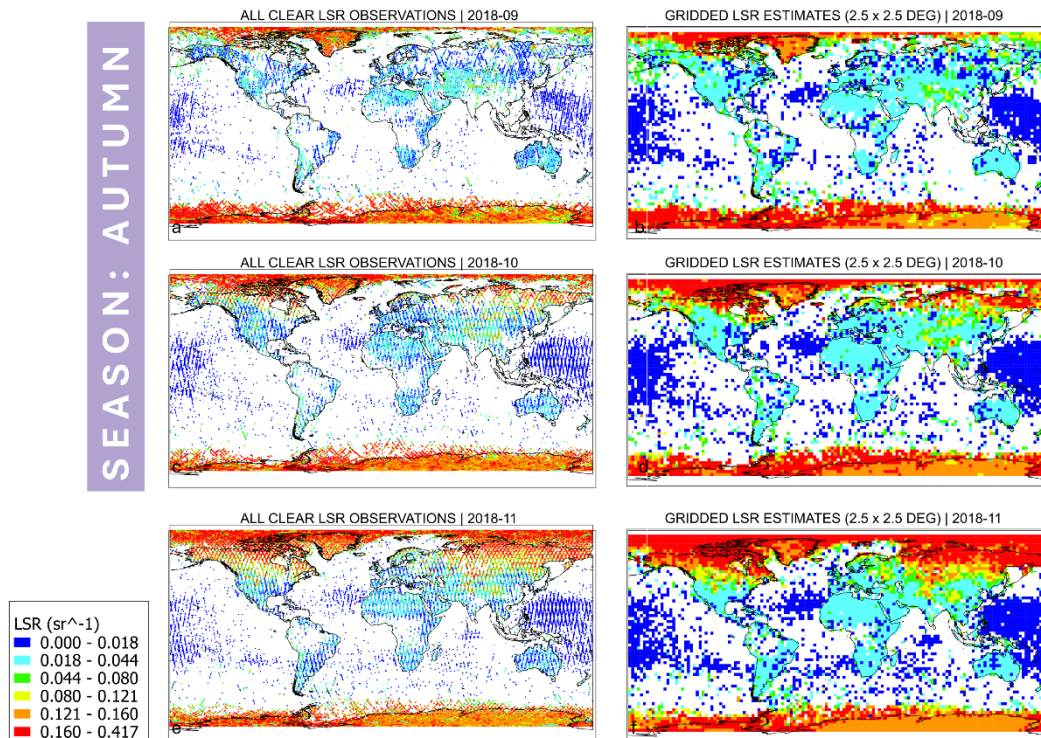 SEASON: AUTUMN
ALL CLEAR LSR OBSERVATIONS | 2018-09
GRIDDED LSR ESTIMATES (2.5 x 2.5 DEG) | 2018-09
a
b
ALL CLEAR LSR OBSERVATIONS | 2018-10
GRIDDED LSR ESTIMATES (2.5 x 2.5 DEG) | 2018-10
c
d
ALL CLEAR LSR OBSERVATIONS | 2018-11
GRIDDED LSR ESTIMATES (2.5 x 2.5 DEG) | 2018-11
e
f
LSR (sr^-1)
0.000 - 0.018
0.018 - 0.044
0.044 - 0.080
0.080 - 0.121
0.121 - 0.160
0.160 - 0.417